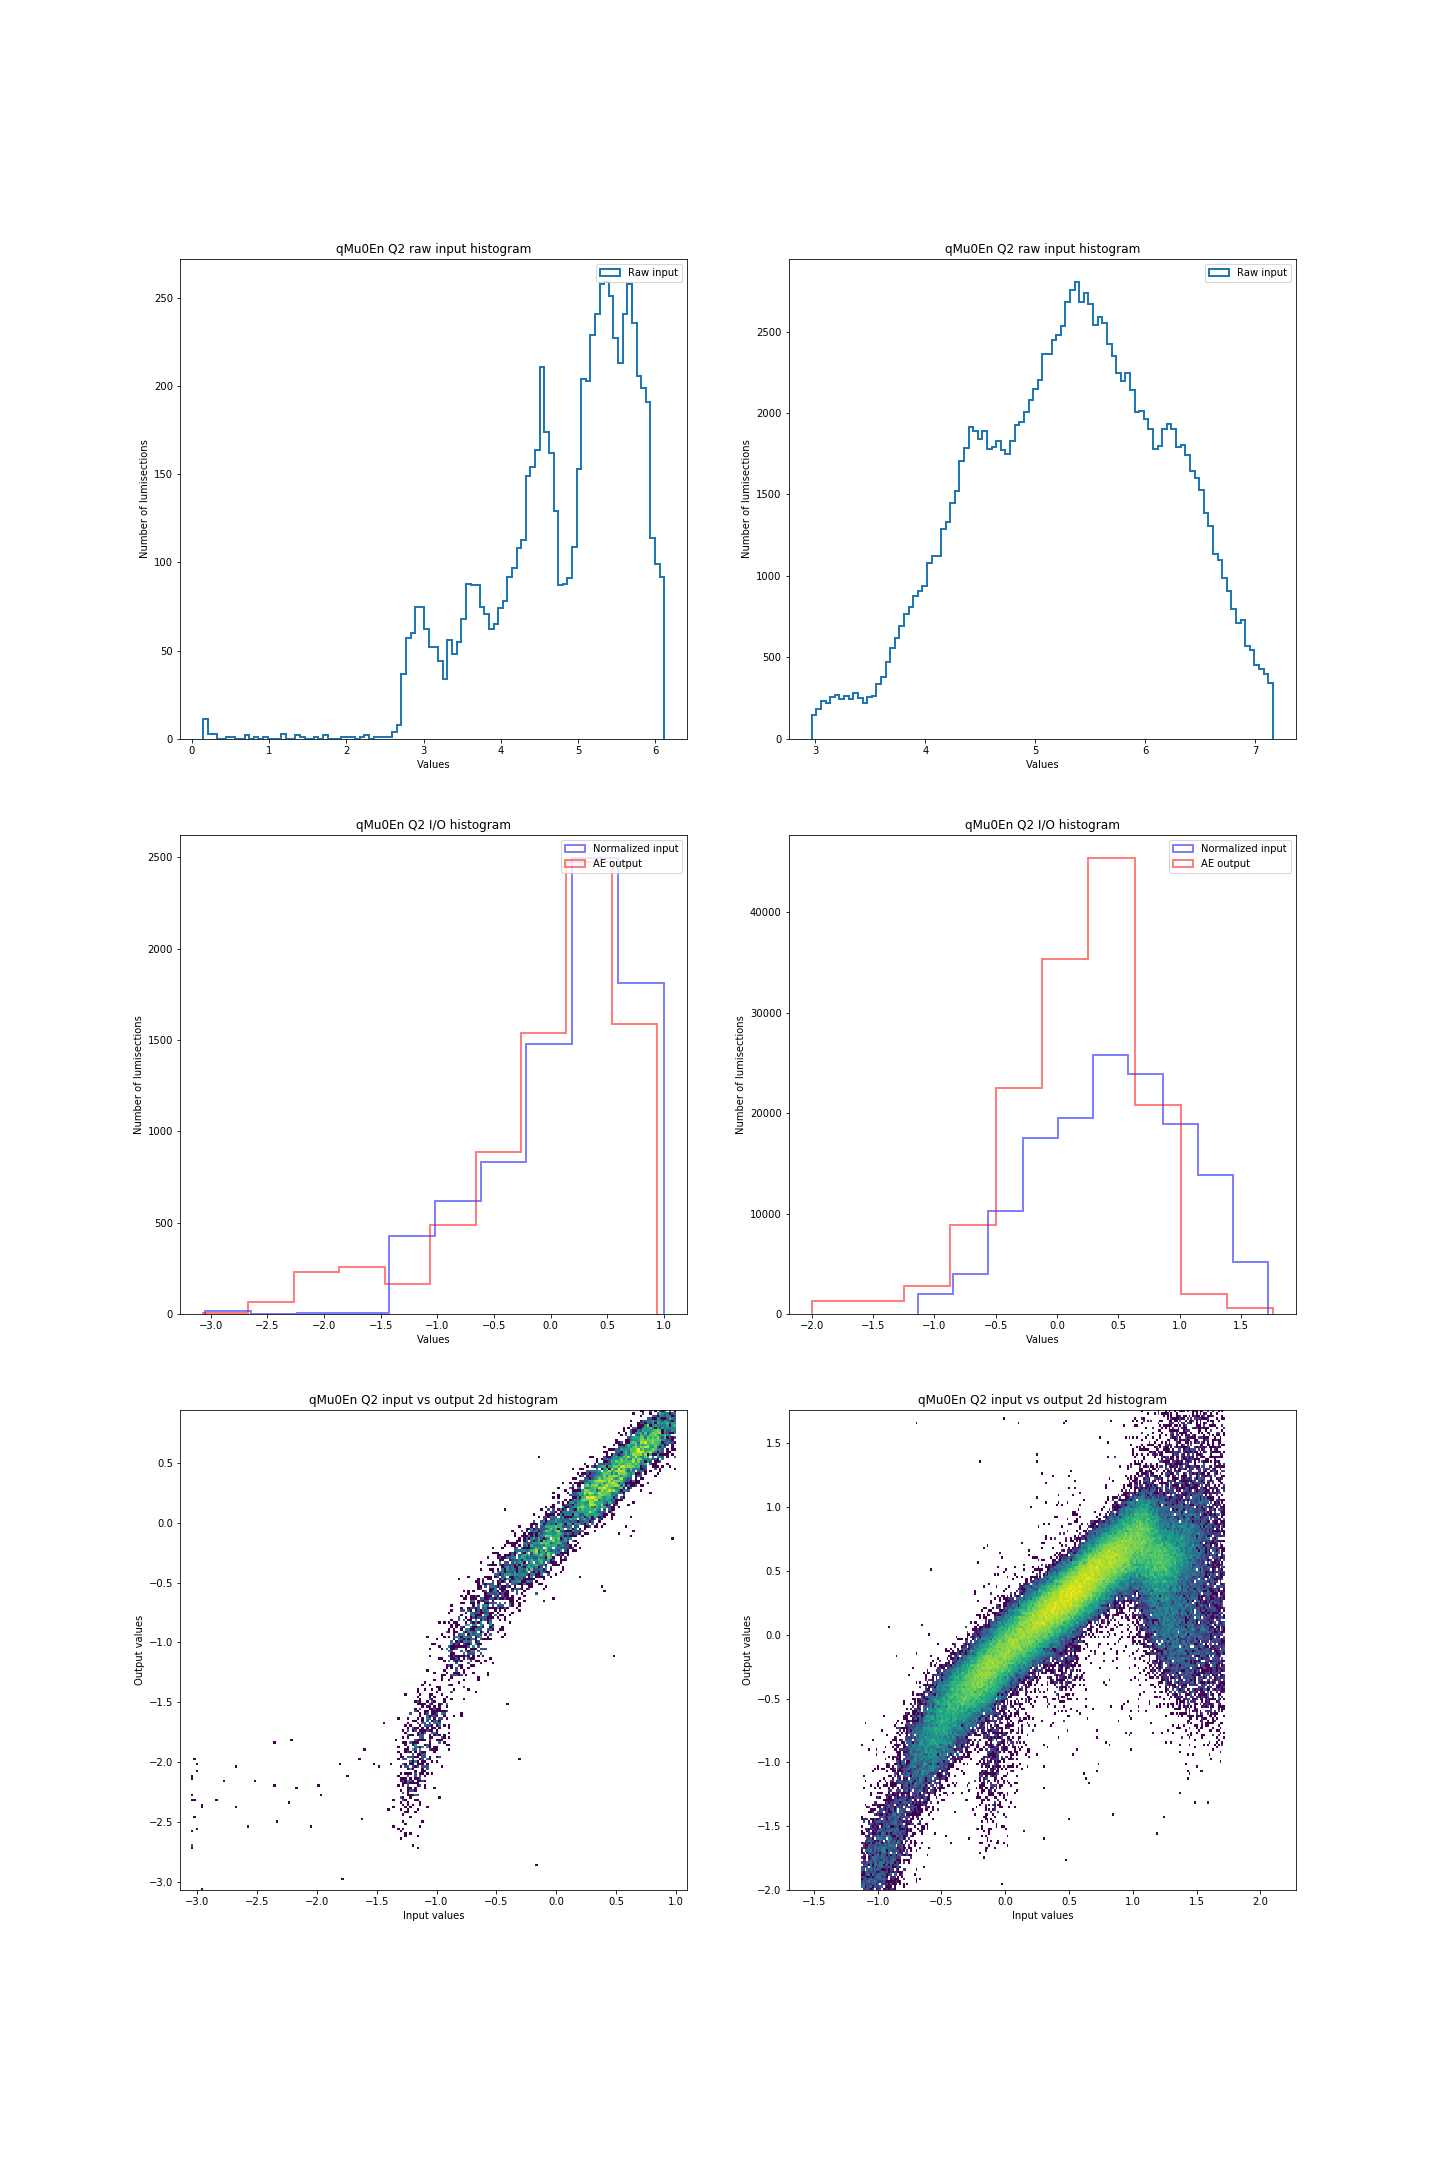 qMu0En Q2 raw input histogram
Raw input
250
200
150
100
50
0
Number of lumisections
0 1 2 3 4 5 6
Values
qMu0En Q2 raw input histogram
Raw input
2500
2000
1500
1000
500
0
Number of lumisections
3 4 5 6 7
Values
qMu0En Q2 I/O histogram
Normalized input
AE output
2500
2000
1500
1000
500
0
Number of lumisections
−3.0 −2.5 −2.0 −1.5 −1.0 −0.5 0.0 0.5 1.0
Values
qMu0En Q2 I/O histogram
Normalized input
AE output
40000
30000
20000
10000
0
Number of lumisections
−2.0 −1.5 −1.0 −0.5 0.0 0.5 1.0 1.5
Values
qMu0En Q2 input vs output 2d histogram
0.5
0.0
−0.5
−1.0
−1.5
−2.0
−2.5
−3.0
Output values
−3.0 −2.5 −2.0 −1.5 −1.0 −0.5 0.0 0.5 1.0
Input values
qMu0En Q2 input vs output 2d histogram
1.5
1.0
0.5
0.0
−0.5
−1.0
−1.5
−2.0
Output values
−1.5 −1.0 −0.5 0.0 0.5 1.0 1.5 2.0
Input values